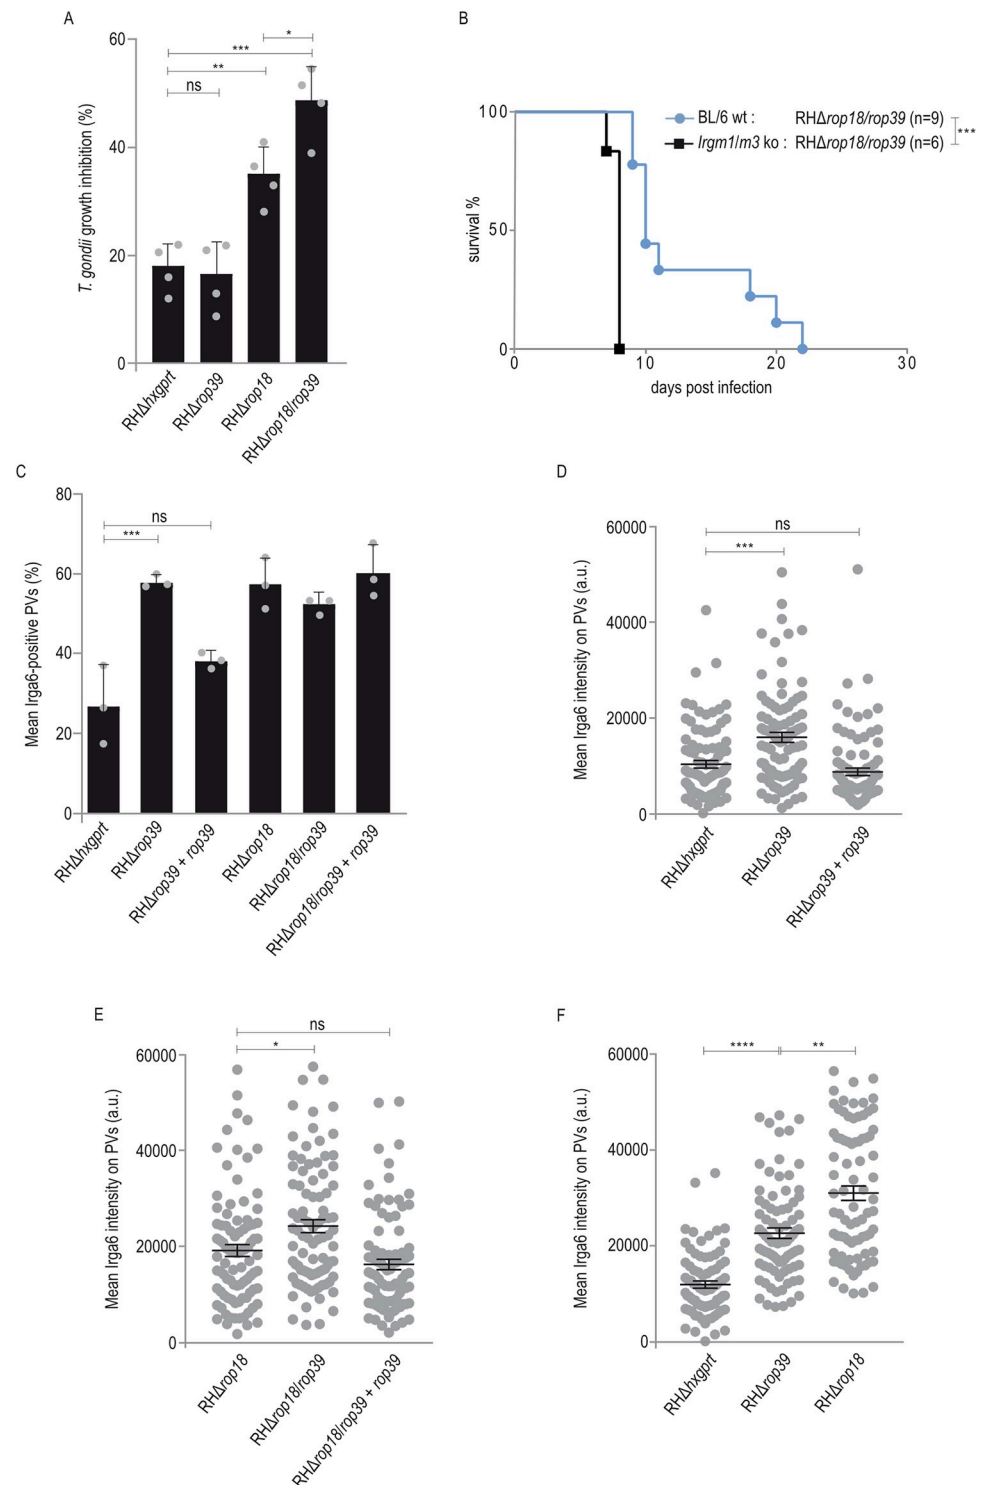 A
T. gondii growth inhibition (%)
60
40
20
0
*
***
**
ns
RHΔhxgprt
RHΔrop39
RHΔrop18
RHΔrop18/rop39
B
survival %
100
50
0
0
10
20
30
days post infection
BL/6 wt : RHΔrop18/rop39 (n=9)
Irgm1/m3 ko : RHΔrop18/rop39 (n=6)
***
C
Mean Irga6-positive PVs (%)
80
60
40
20
0
ns
***
RHΔhxgprt
RHΔrop39
RHΔrop39 + rop39
RHΔrop18
RHΔrop18/rop39
RHΔrop18/rop39 + rop39
D
Mean Irga6 intensity on PVs (a.u.)
60000
40000
20000
0
ns
***
RHΔhxgprt
RHΔrop39
RHΔrop39 + rop39
E
Mean Irga6 intensity on PVs (a.u.)
60000
40000
20000
0
ns
*
RHΔrop18
RHΔrop18/rop39
RHΔrop18/rop39 + rop39
F
Mean Irga6 intensity on PVs (a.u.)
60000
40000
20000
0
****
**
RHΔhxgprt
RHΔrop39
RHΔrop18